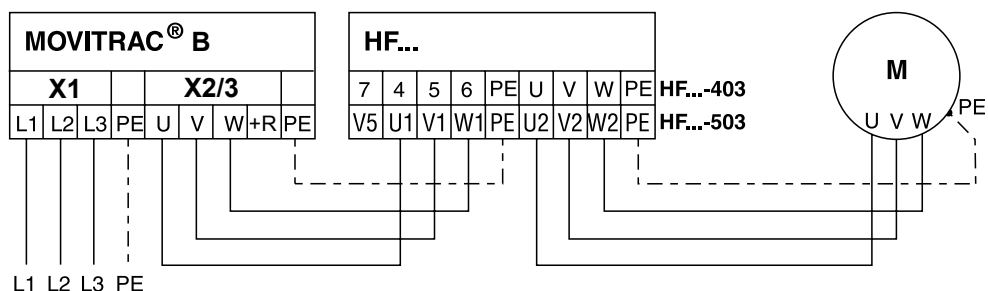 MOVITRAC® B HF... M
X1 X2/3 7 4 5 6 PE U V W PE HF...-403
L1 L2 L3 PE U V W +R PE V5 U1 V1 W1 PE U2 V2 W2 PE HF...-503 U V W PE
L1 L2 L3 PE